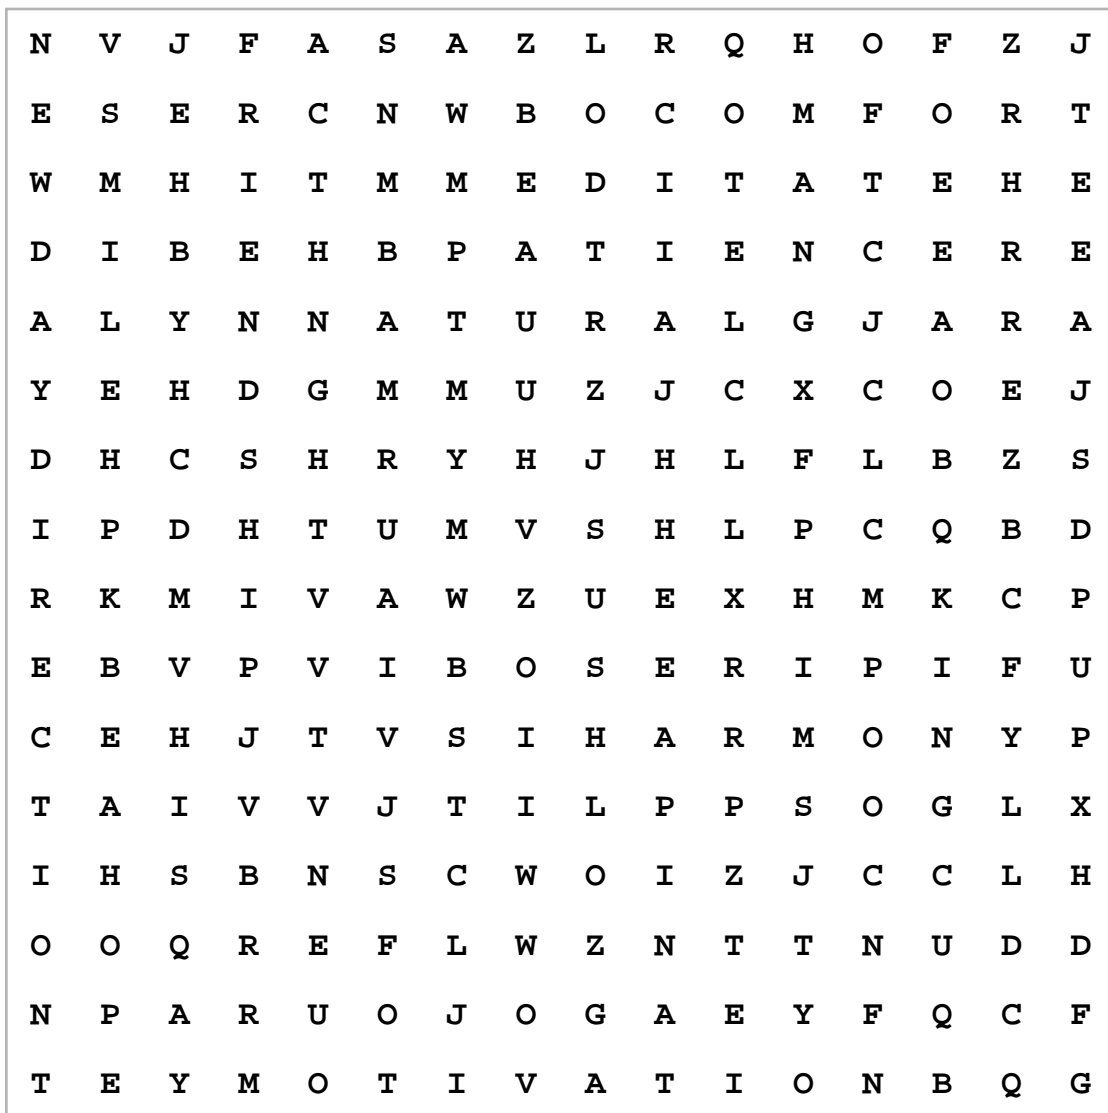 N V J F A S A Z L R Q H O F Z J
E S E R C N W B O C O M F O R T
W M H I T M M E D I T A T E H E
D I B E H B P A T I E N C E R E
A L Y N N A T U R A L G J A R A
Y E H D G M M U Z J C X C O E J
D H C S H R Y H J H L F L B Z S
I P D H T U M V S H L P C Q B D
R K M I V A W Z U E X H M K C P
E B V P V I B O S E R I P I F U
C E H J T V S I H A R M O N Y P
T A I V V J T I L P P S O G L X
I H S B N S C W O I Z J C C L H
O O Q R E F L W Z N T T N U D D
N P A R U O J O G A E Y F Q C F
T E Y M O T I V A T I O N B Q G